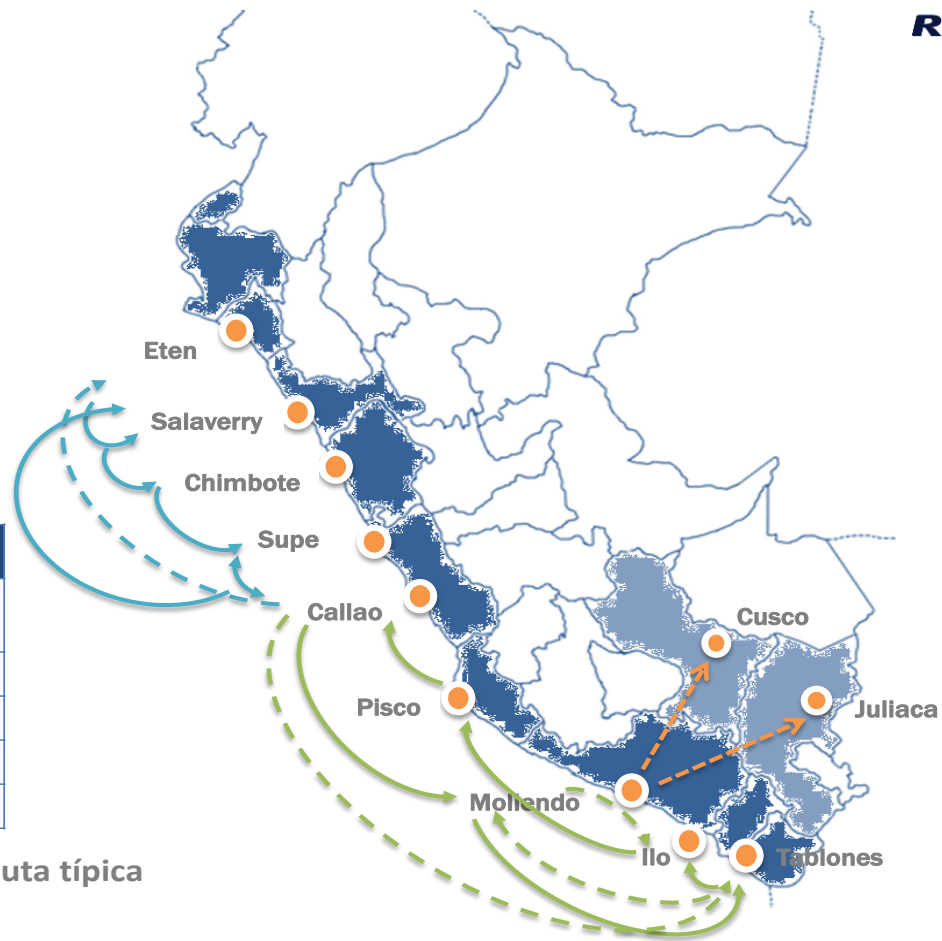 R
Eten
Salaverry
Chimbote
Supe
Callao
Cusco
Pisco
Juliaca
Mollendo
Ilo
Tablones
uta típica